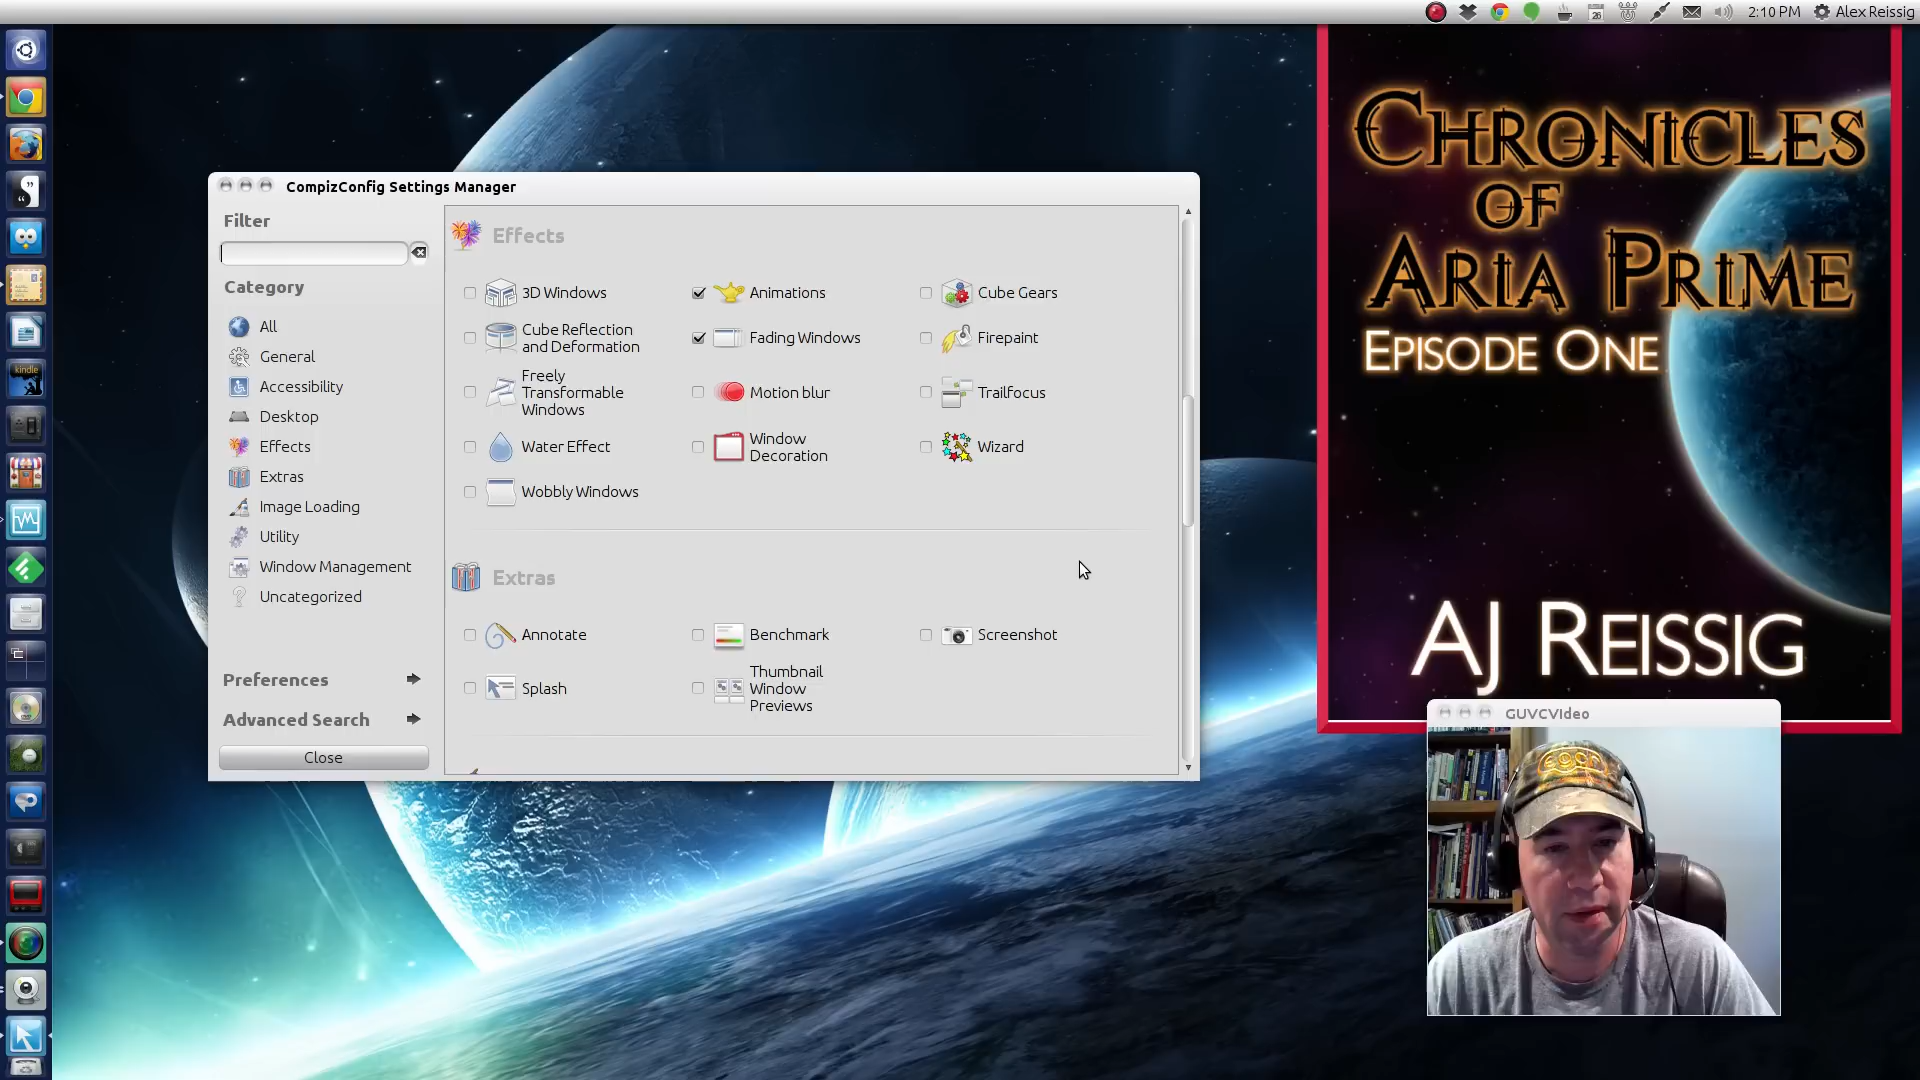 2:10 PM
Alex Reissig
26
CompizConfig Settings Manager
Filter
Category
All
General
Accessibility
Desktop
Effects
Extras
Image Loading
Utility
Window Management
Uncategorized
Preferences
Advanced Search
Close
Effects
3D Windows
Animations
Cube Gears
Cube Reflection
and Deformation
Fading Windows
Firepaint
Freely
Transformable
Windows
Motion blur
Trailfocus
Water Effect
Window
Decoration
Wizard
Wobbly Windows
Extras
Annotate
Benchmark
Screenshot
Splash
Thumbnail
Window
Previews
Chronicles
of
Aria Prime
Episode One
AJ Reissig
GUVCVIdeo
kindle